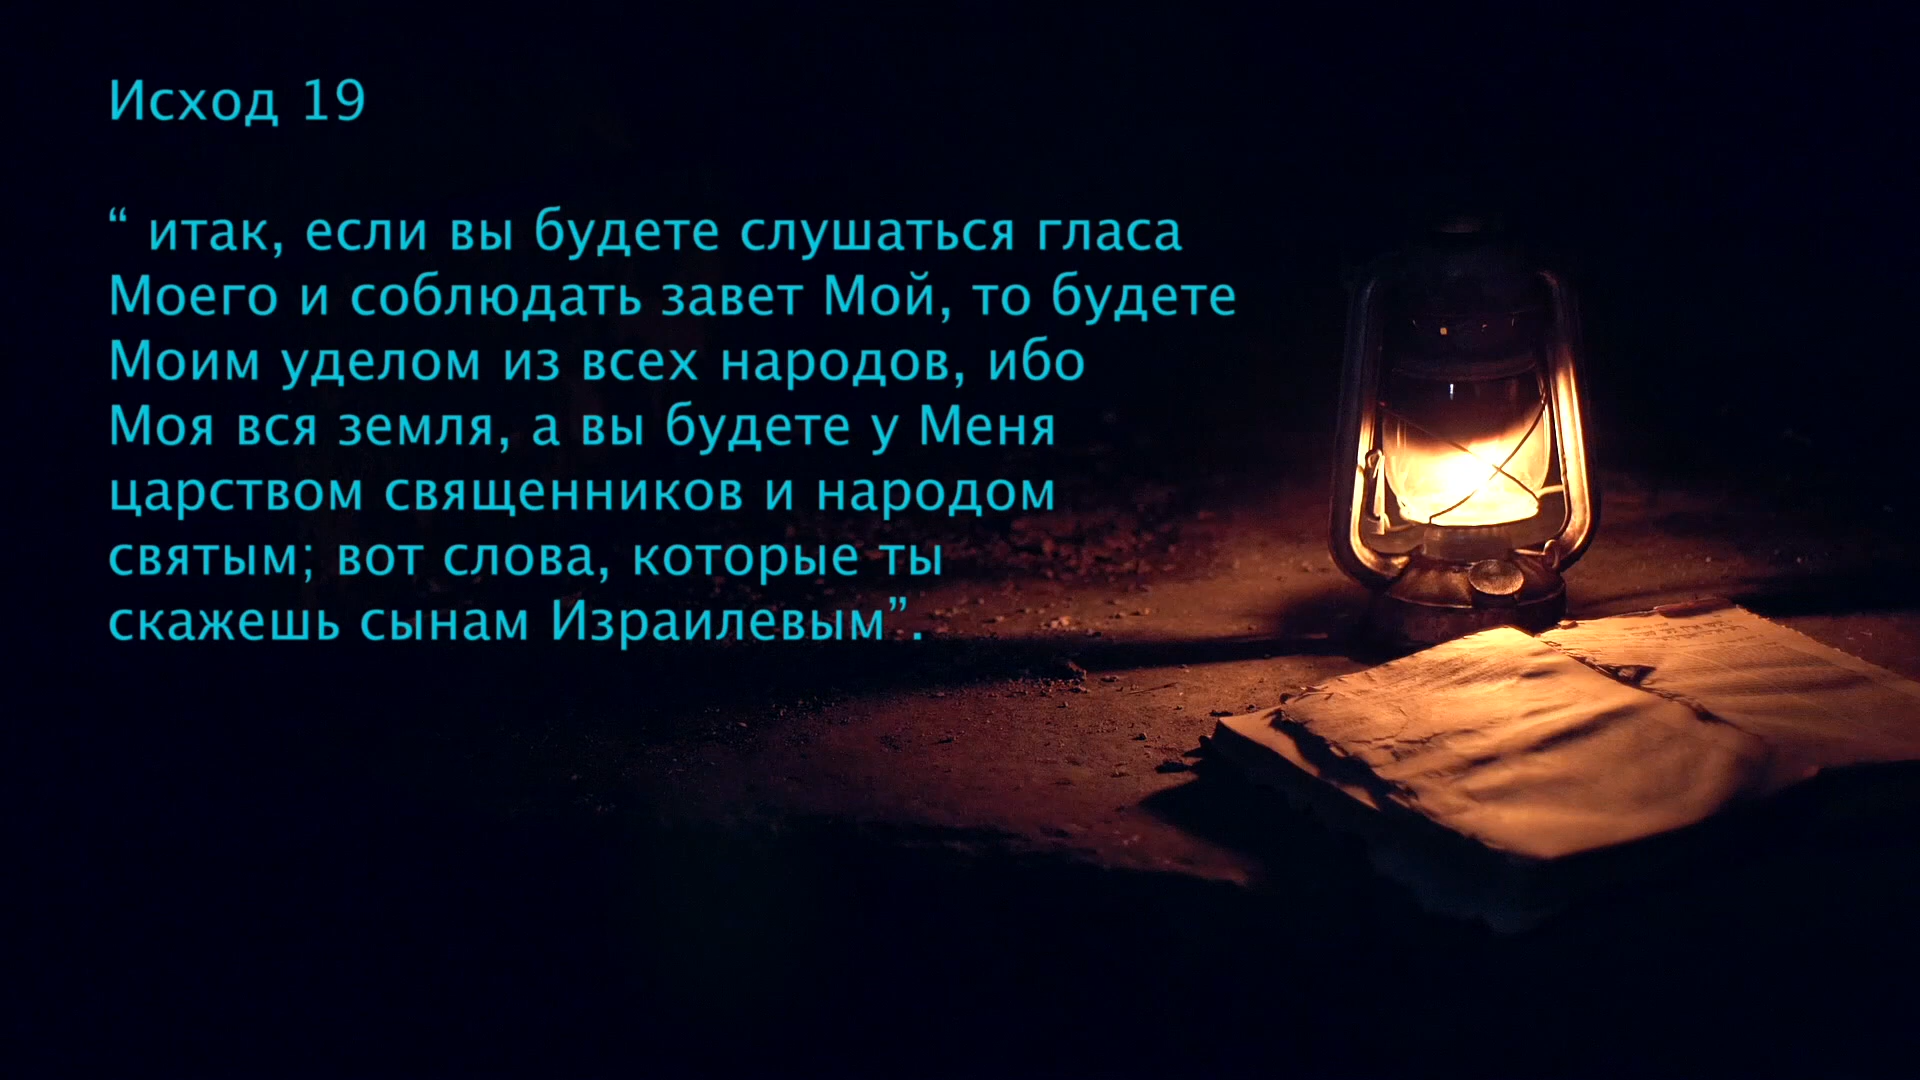 Исход 19
“ итак, если вы будете слушаться гласа
Моего и соблюдать завет Мой, то будете
Моим уделом из всех народов, ибо
Моя вся земля, а вы будете у Меня
царством священников и народом
святым; вот слова, которые ты
скажешь сынам Израилевым”.